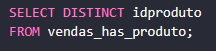 SELECT DISTINCT idproduto
FROM vendas_has_produto;